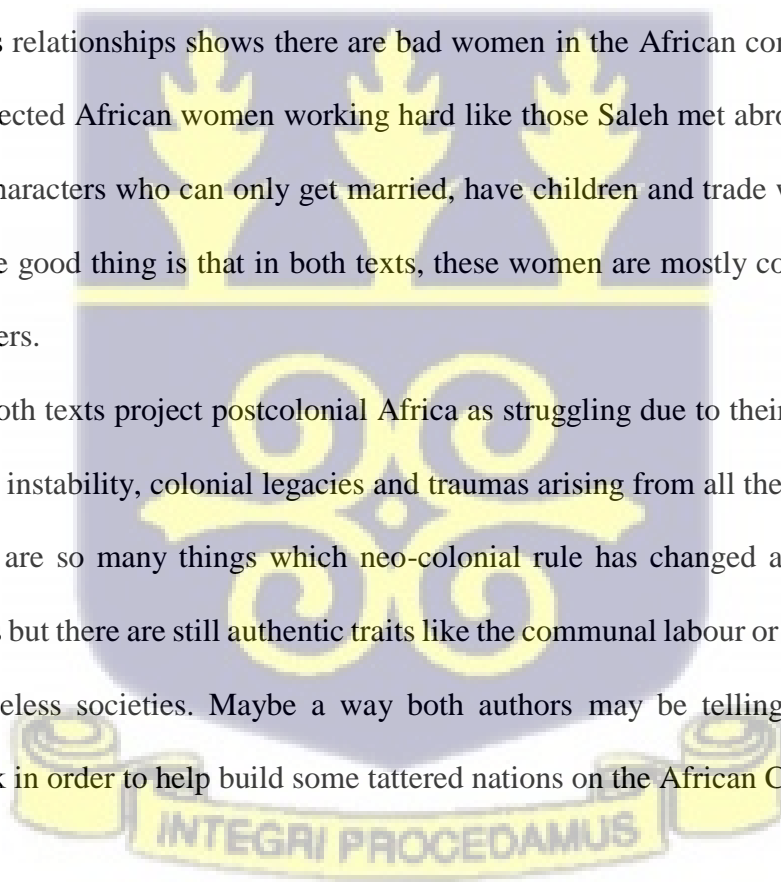 s relationships shows there are bad women in the African con
ected African women working hard like those Saleh met abro
haracters who can only get married, have children and trade w
e good thing is that in both texts, these women are mostly co
ers.
oth texts project postcolonial Africa as struggling due to their
instability, colonial legacies and traumas arising from all the
are so many things which neo-colonial rule has changed a
s but there are still authentic traits like the communal labour or
eless societies. Maybe a way both authors may be telling
k in order to help build some tattered nations on the African C
INTEGRI PROCEDAMUS